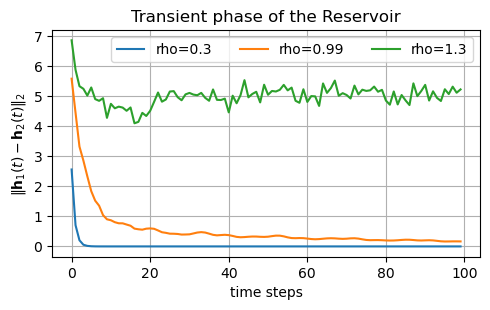 Transient phase of the Reservoir
rho=0.3 rho=0.99 rho=1.3
‖𝐡₁(t) − 𝐡₂(t)‖₂
7
6
5
4
3
2
1
0
0 20 40 60 80 100
time steps